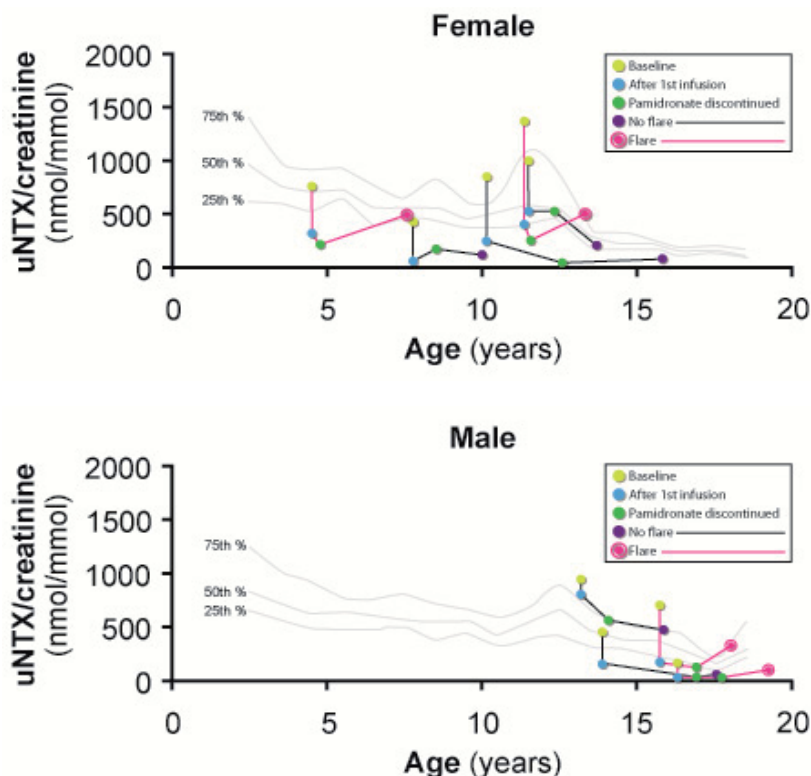 Female
uNTX/creatinine
(nmol/mmol)
2000
1500
1000
500
0
75th %
50th %
25th %
Baseline
After 1st infusion
Pamidronate discontinued
No flare
Flare
0 5 10 15 20
Age (years)
Male
uNTX/creatinine
(nmol/mmol)
2000
1500
1000
500
0
75th %
50th %
25th %
Baseline
After 1st infusion
Pamidronate discontinued
No flare
Flare
0 5 10 15 20
Age (years)